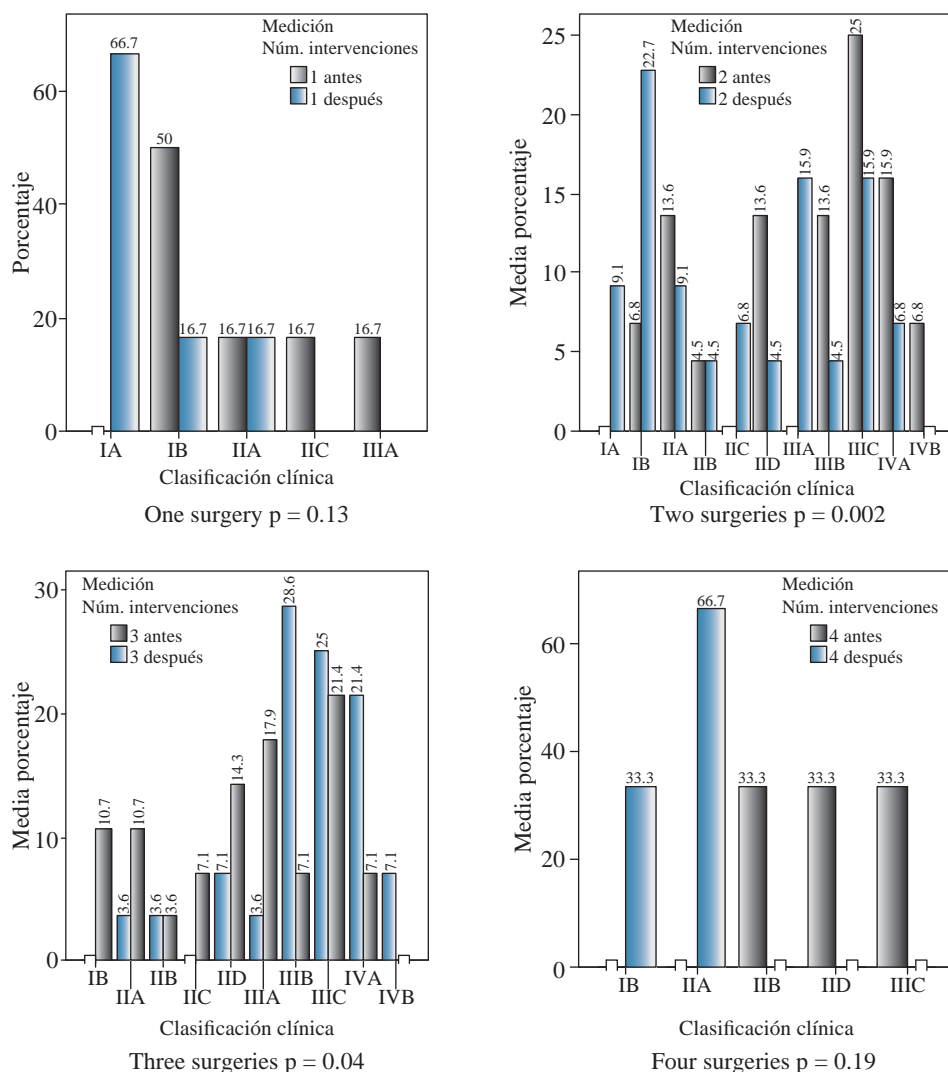 Medición
Núm. intervenciones
1 antes
1 después
Porcentaje
60
40
20
0
66.7
50
16.7
16.7
16.7
16.7
16.7
IA IB IIA IIC IIIA
Clasificación clínica
One surgery p = 0.13
Medición
Núm. intervenciones
2 antes
2 después
Media porcentaje
25
20
15
10
5
0
9.1
6.8
22.7
13.6
9.1
4.5
4.5
6.8
13.6
4.5
15.9
13.6
4.5
25
15.9
15.9
6.8
6.8
IA IIA IIC IIIA IIIC IVB
IB IIB IID IIIB IVA
Clasificación clínica
Two surgeries p = 0.002
Medición
Núm. intervenciones
3 antes
3 después
Media porcentaje
30
20
10
0
10.7
3.6
10.7
3.6
3.6
7.1
7.1
14.3
3.6
17.9
28.6
7.1
25
21.4
21.4
7.1
7.1
IB IIB IID IIIB IVA
IIA IIC IIIA IIIC IVB
Clasificación clínica
Three surgeries p = 0.04
Medición
Núm. intervenciones
4 antes
4 después
Media porcentaje
60
40
20
0
33.3
66.7
33.3
33.3
33.3
IB IIA IIB IID IIIC
Clasificación clínica
Four surgeries p = 0.19